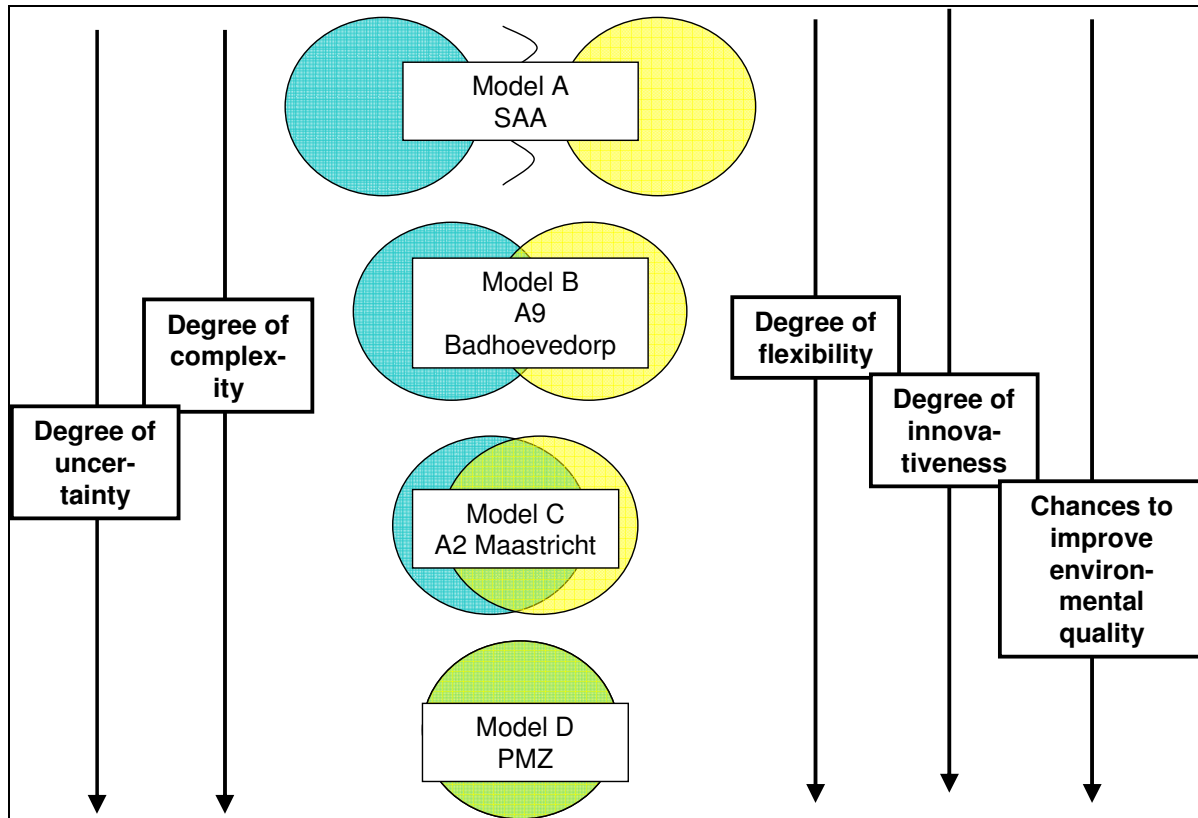 Model A
SAA
Model B
A9
Badhoevedorp
Model C
A2 Maastricht
Model D
PMZ
Degree of
complex-
ity
Degree of
uncer-
tainty
Degree of
flexibility
Degree of
innova-
tiveness
Chances to
improve
environ-
mental
quality